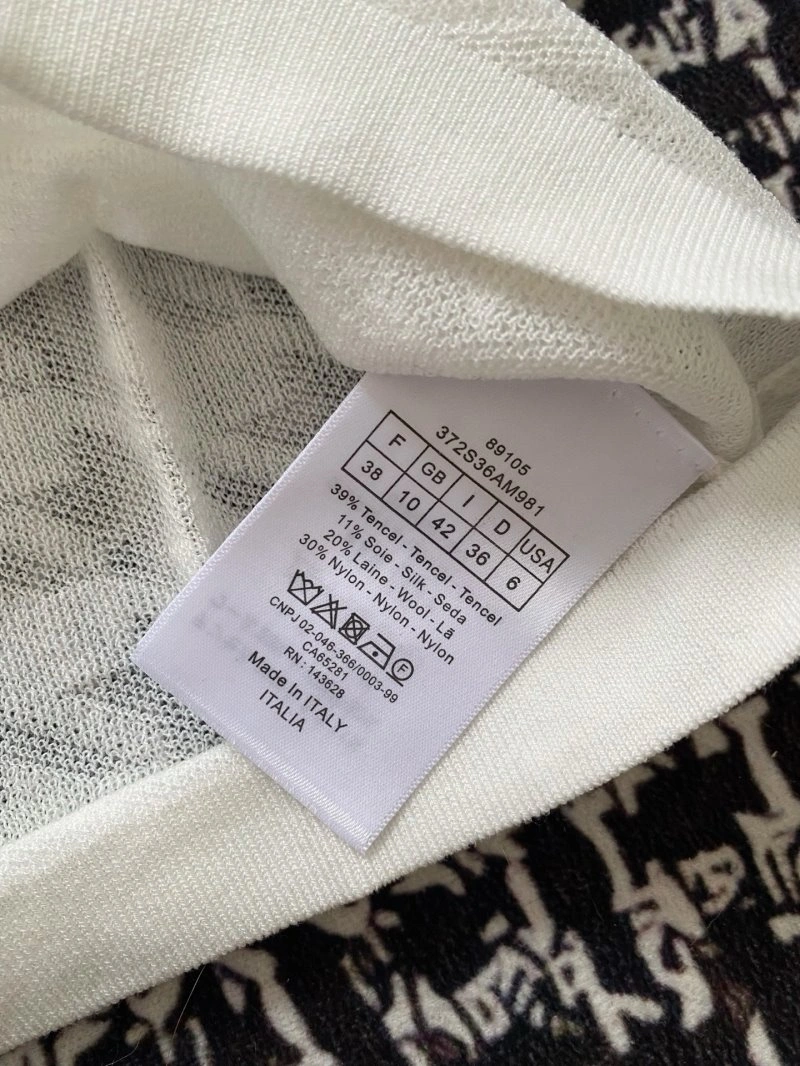 89105
372S36AM981
F GB I D USA
38 10 42 36 6
39% Tencel - Tencel - Tencel
11% Soie - Silk - Seda
20% Laine - Wool - Lã
30% Nylon - Nylon - Nylon
F
CNPJ 02-046-366/0003-99
CA65281
RN: 143628
Made In ITALY
ITALIA